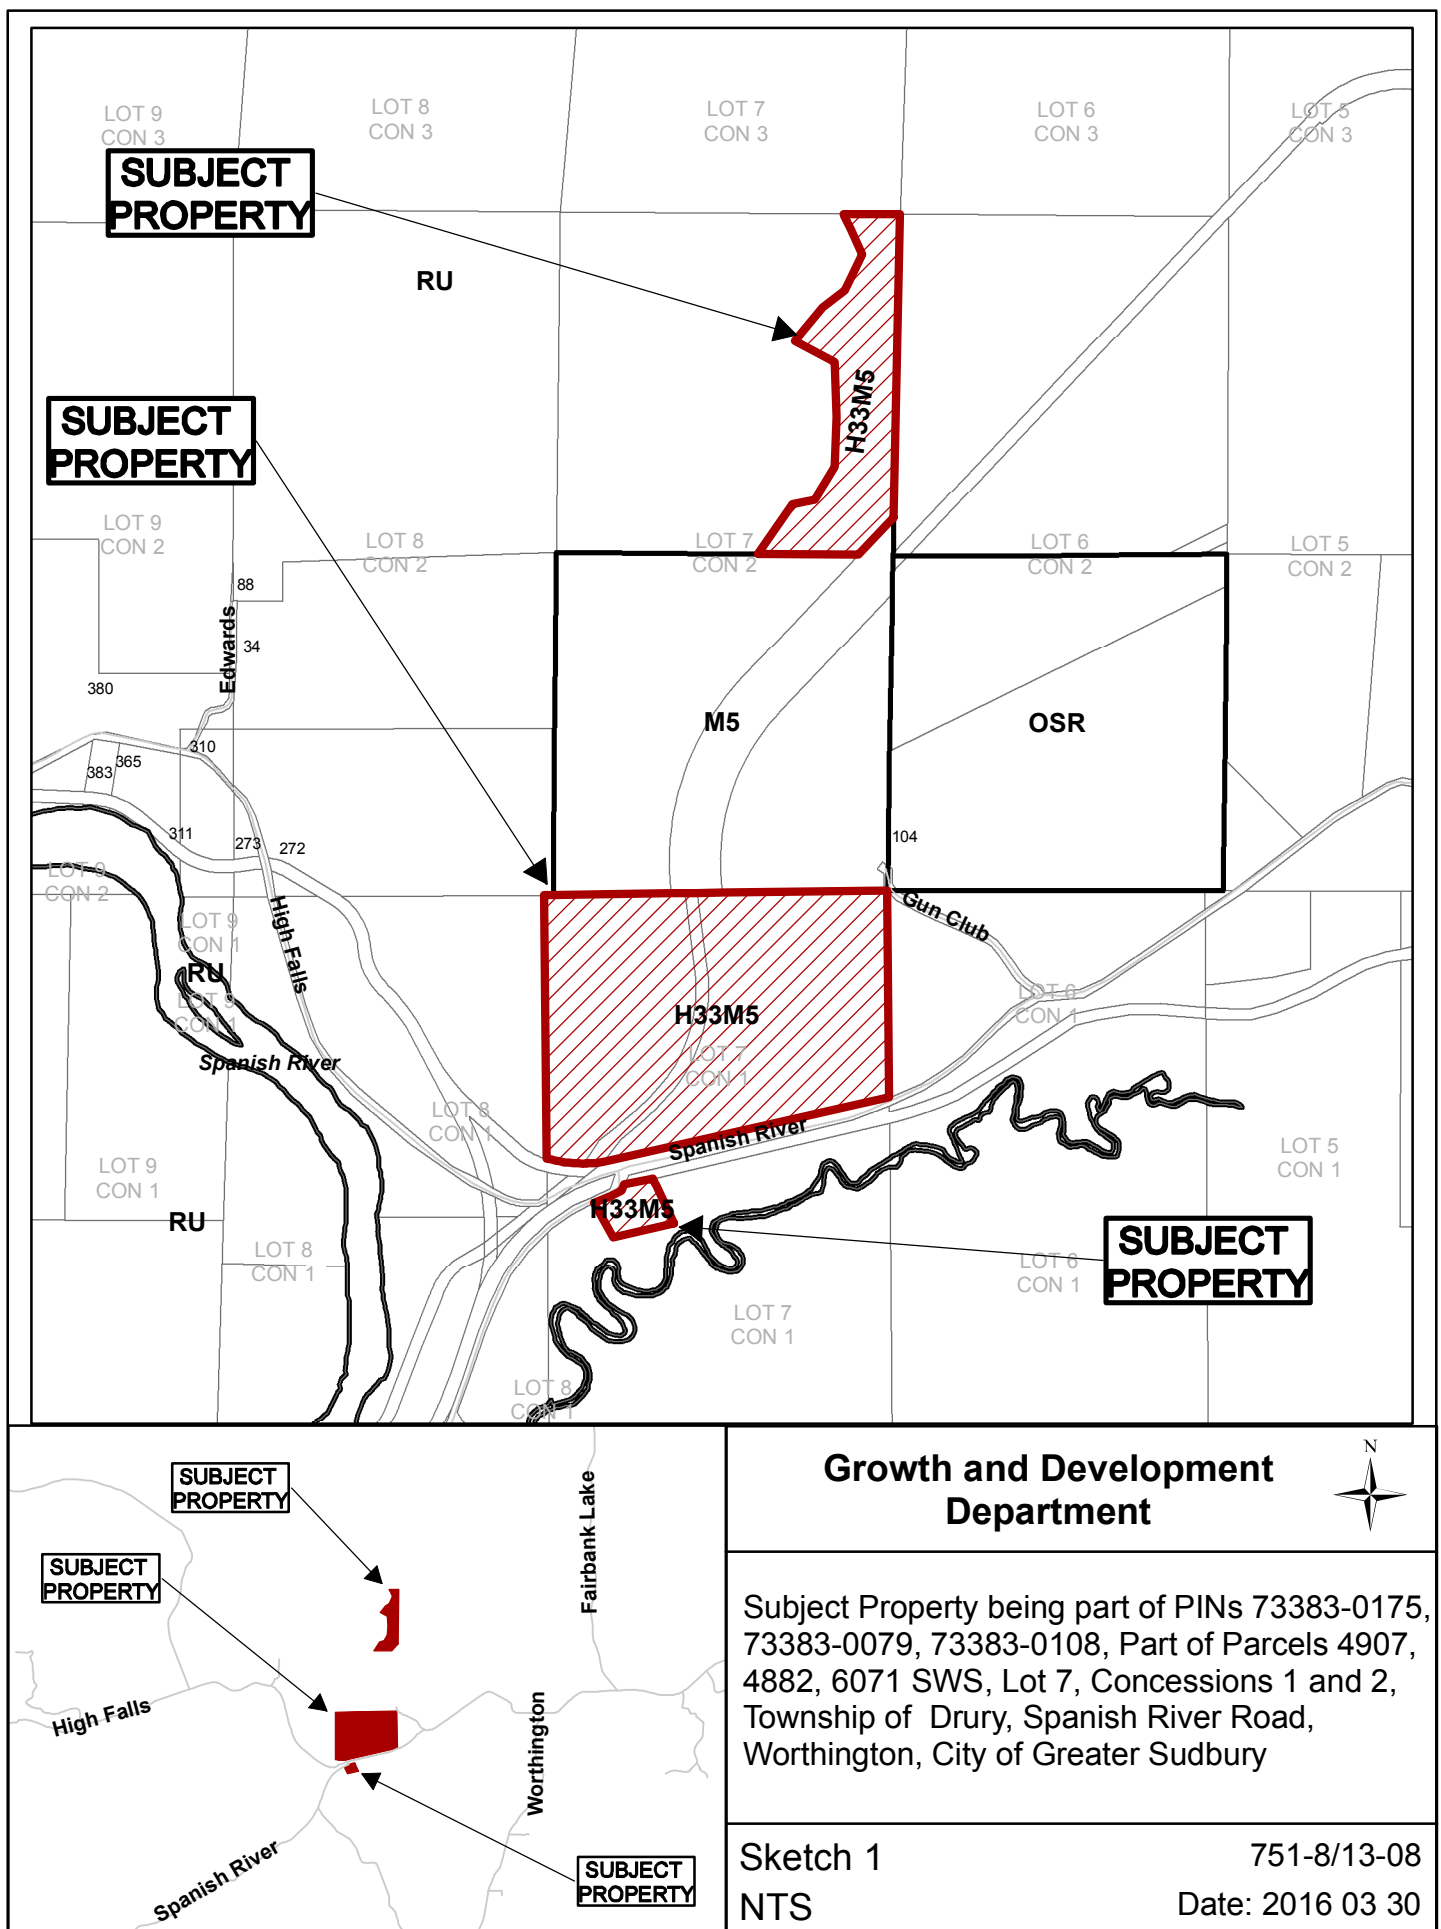 LOT 9
CON 3
LOT 8
CON 3
LOT 7
CON 3
LOT 6
CON 3
LOT 5
CON 3
SUBJECT
PROPERTY
RU
H33M5
SUBJECT
PROPERTY
LOT 9
CON 2
LOT 8
CON 2
LOT 7
CON 2
LOT 6
CON 2
LOT 5
CON 2
88
Edwards
34
380
M5
OSR
310
365
383
311
273
272
104
LOT 9
CON 2
High Falls
Gun Club
LOT 9
CON 1
RU
LOT 9
CON 1
LOT 6
CON 1
H33M5
LOT 7
CON 1
Spanish River
LOT 8
CON 1
Spanish River
LOT 9
CON 1
LOT 5
CON 1
RU
H33M5
SUBJECT
PROPERTY
LOT 8
CON 1
LOT 6
CON 1
LOT 7
CON 1
LOT 8
CON 1
SUBJECT
PROPERTY
Fairbank Lake
SUBJECT
PROPERTY
High Falls
Worthington
Spanish River
SUBJECT
PROPERTY
Growth and Development
Department
N
Subject Property being part of PINs 73383-0175,
73383-0079, 73383-0108, Part of Parcels 4907,
4882, 6071 SWS, Lot 7, Concessions 1 and 2,
Township of Drury, Spanish River Road,
Worthington, City of Greater Sudbury
Sketch 1
751-8/13-08
NTS
Date: 2016 03 30